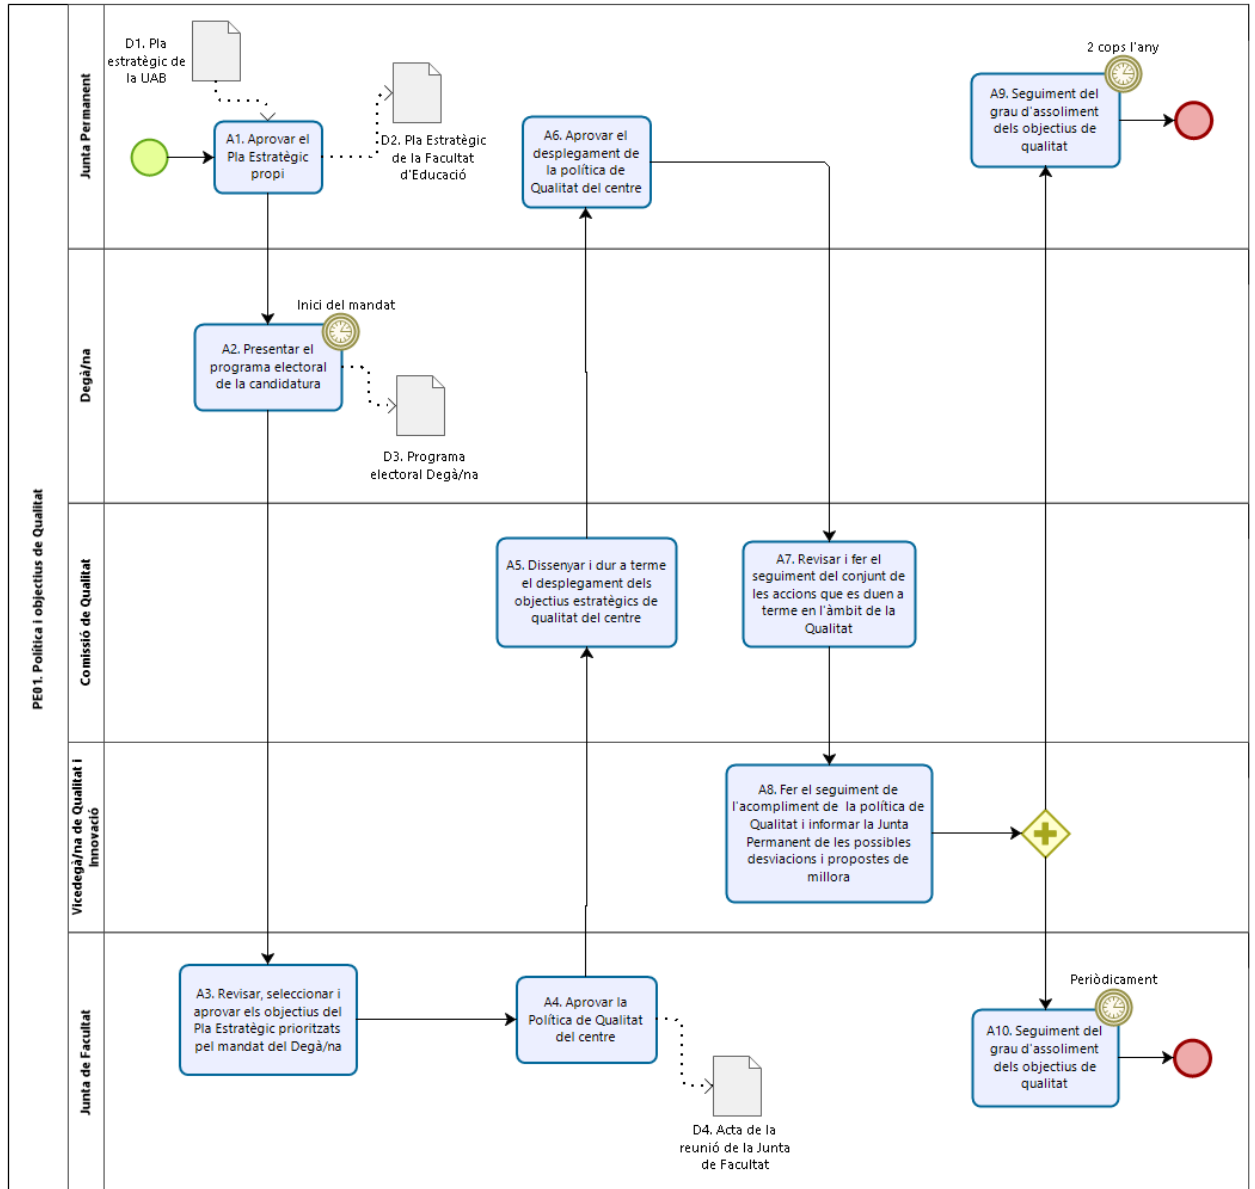 PE01. Política i objectius de Qualitat
Junta Permanent
D1. Pla
estratègic de
la UAB
A1. Aprovar el
Pla Estratègic
propi
D2. Pla Estratègic
de la Facultat
d'Educació
A6. Aprovar el
desplegament de
la política de
Qualitat del centre
2 cops l'any
A9. Seguiment del
grau d'assoliment
dels objectius de
qualitat
Degà/na
Inici del mandat
A2. Presentar el
programa electoral
de la candidatura
D3. Programa
electoral Degà/na
Comissió de Qualitat
A5. Dissenyar i dur a terme
el desplegament dels
objectius estratègics de
qualitat del centre
A7. Revisar i fer el
seguiment del conjunt de
les accions que es duen a
terme en l'àmbit de la
Qualitat
Vicedegà/na de Qualitat i
Innovació
A8. Fer el seguiment de
l'acompliment de la política de
Qualitat i informar la Junta
Permanent de les possibles
desviacions i propostes de
millora
Junta de Facultat
A3. Revisar, seleccionar i
aprovar els objectius del
Pla Estratègic prioritzats
pel mandat del Degà/na
A4. Aprovar la
Política de Qualitat
del centre
D4. Acta de la
reunió de la Junta
de Facultat
Periòdicament
A10. Seguiment del
grau d'assoliment
dels objectius de
qualitat